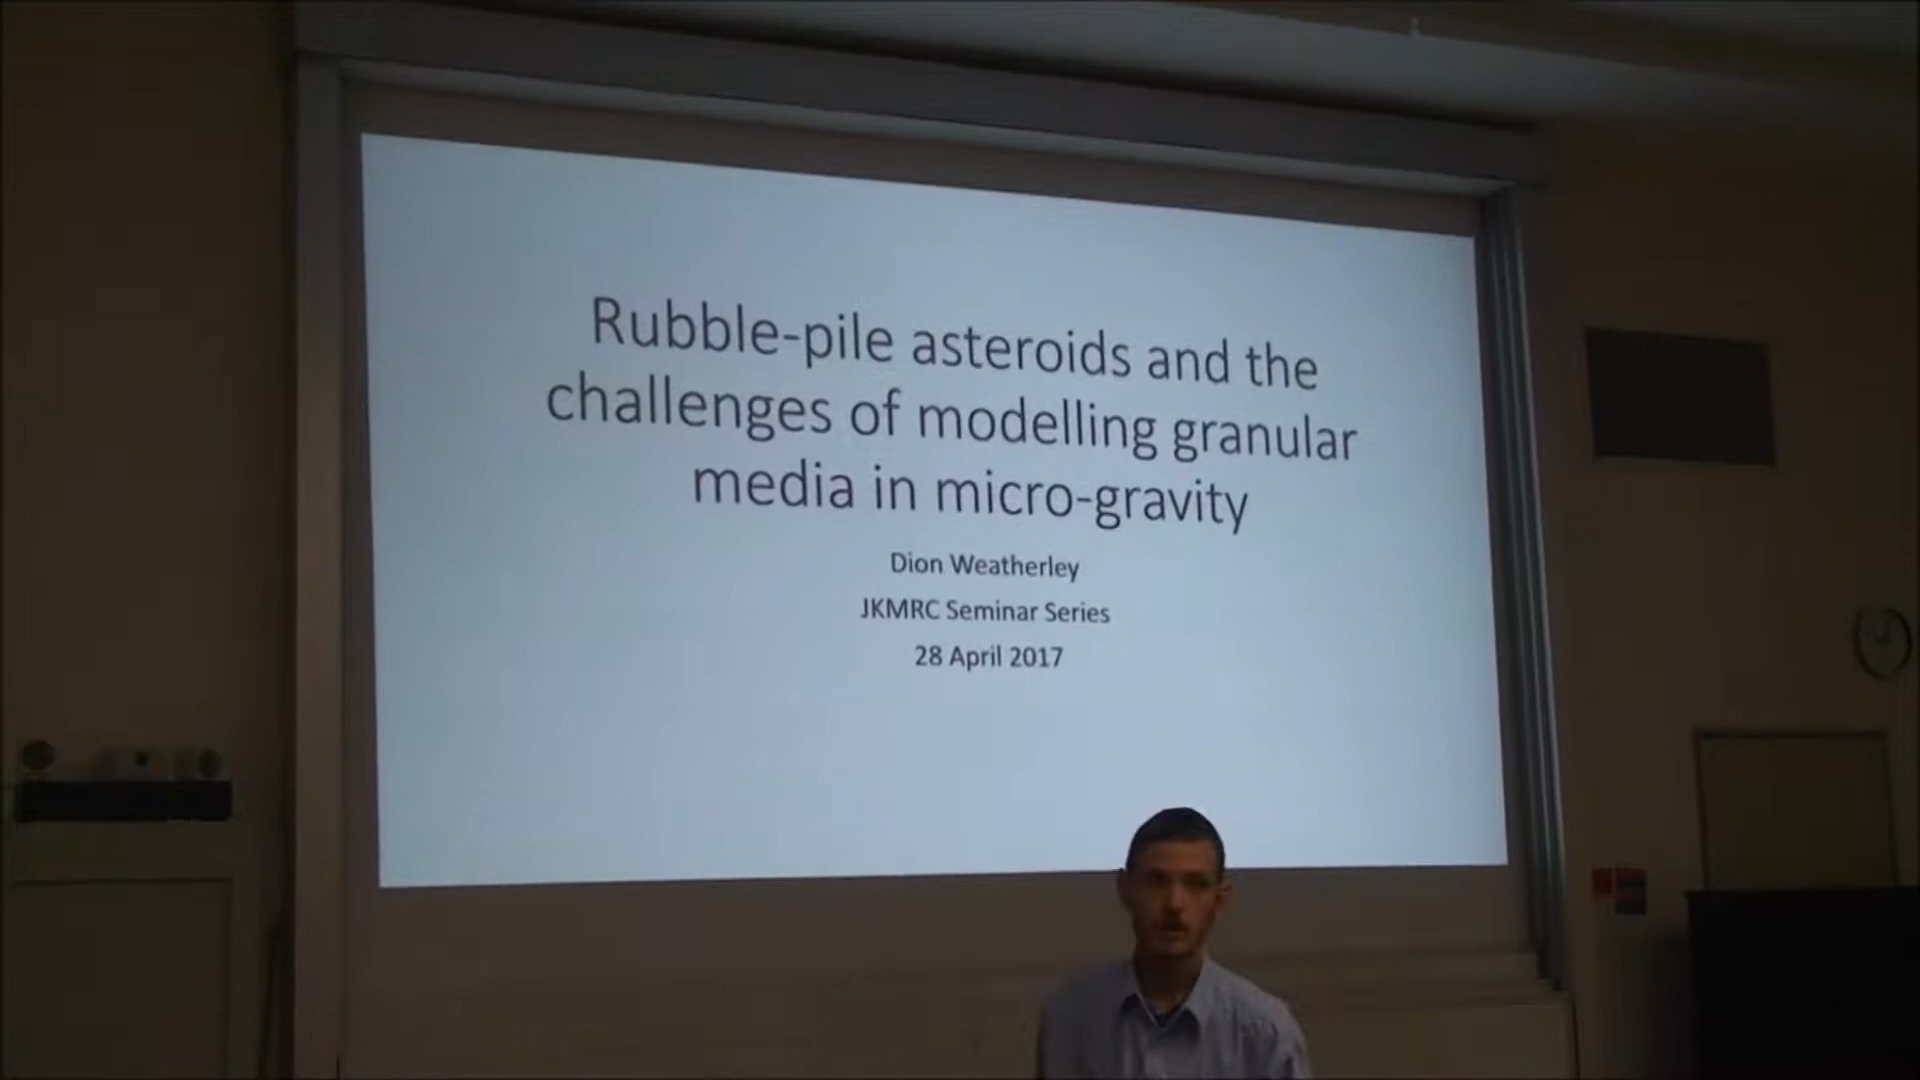 Rubble-pile asteroids and the
challenges of modelling granular
media in micro-gravity
Dion Weatherley
JKMRC Seminar Series
28 April 2017